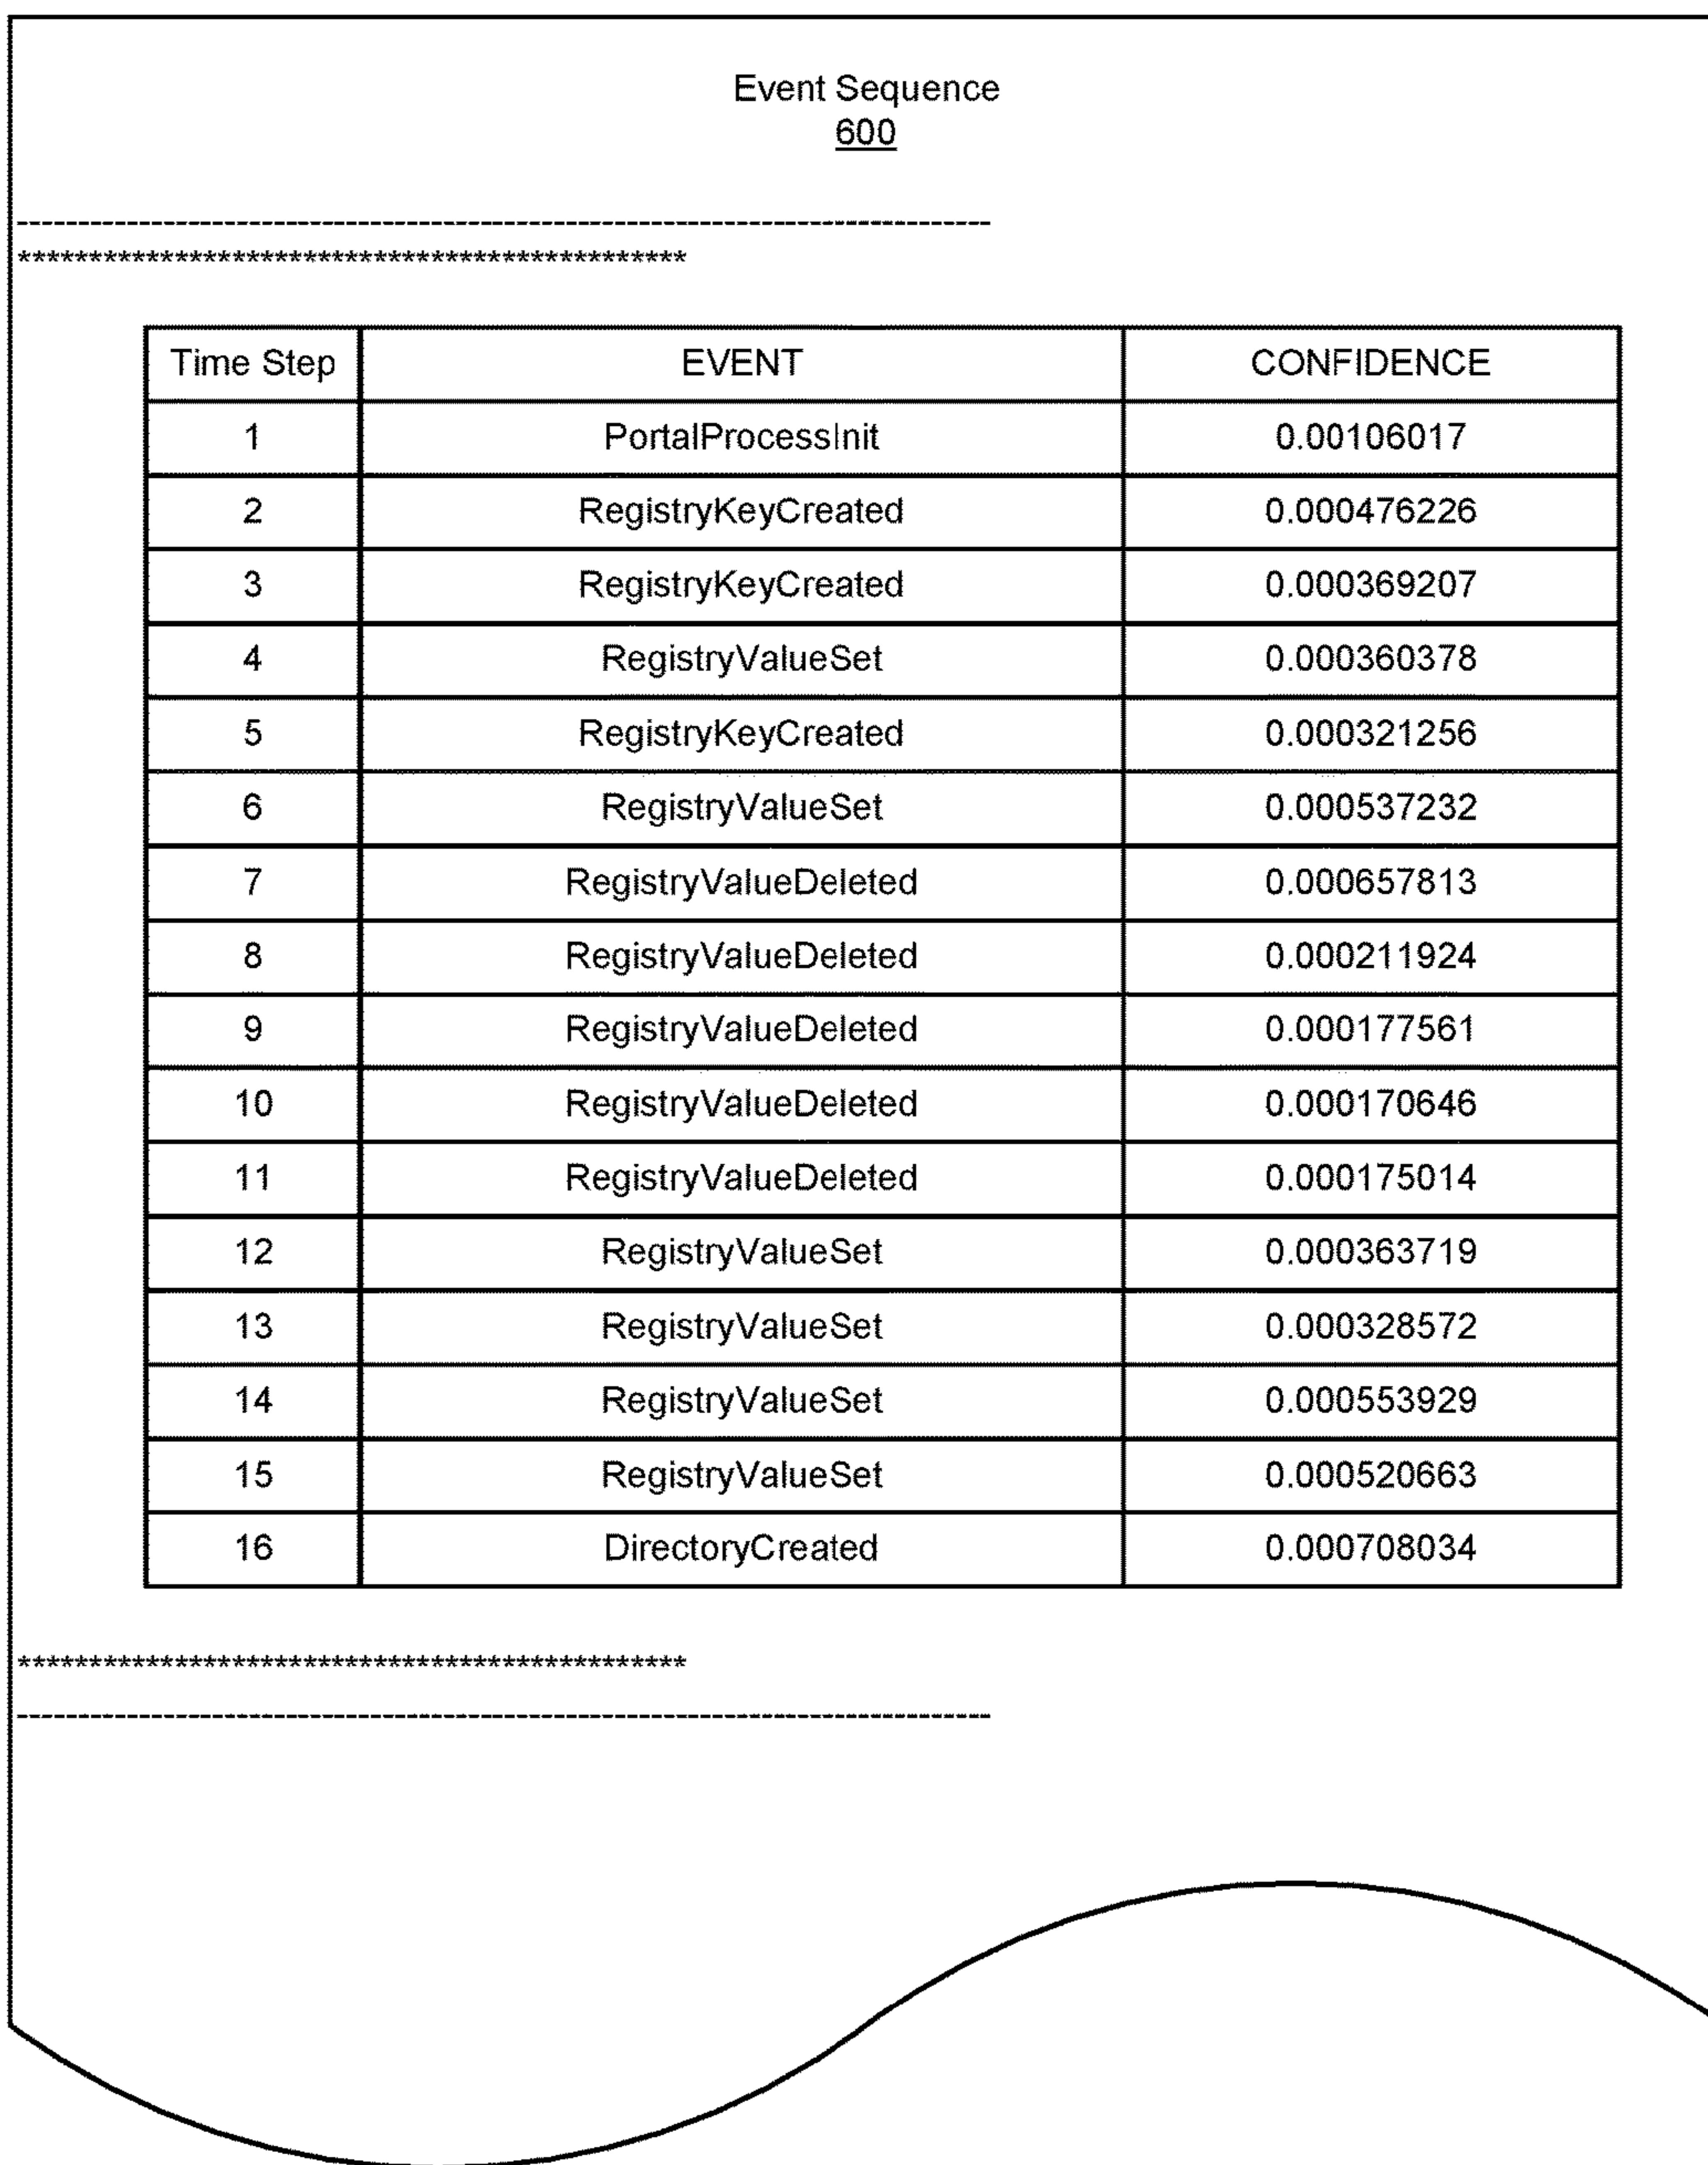 Event Sequence
600
--------------------------------------------------------------------------------
***********************************************
Time Step EVENT CONFIDENCE
1 PortalProcessInit 0.00106017
2 RegistryKeyCreated 0.000476226
3 RegistryKeyCreated 0.000369207
4 RegistryValueSet 0.000360378
5 RegistryKeyCreated 0.000321256
6 RegistryValueSet 0.000537232
7 RegistryValueDeleted 0.000657813
8 RegistryValueDeleted 0.000211924
9 RegistryValueDeleted 0.000177561
10 RegistryValueDeleted 0.000170646
11 RegistryValueDeleted 0.000175014
12 RegistryValueSet 0.000363719
13 RegistryValueSet 0.000328572
14 RegistryValueSet 0.000553929
15 RegistryValueSet 0.000520663
16 DirectoryCreated 0.000708034
***********************************************
--------------------------------------------------------------------------------